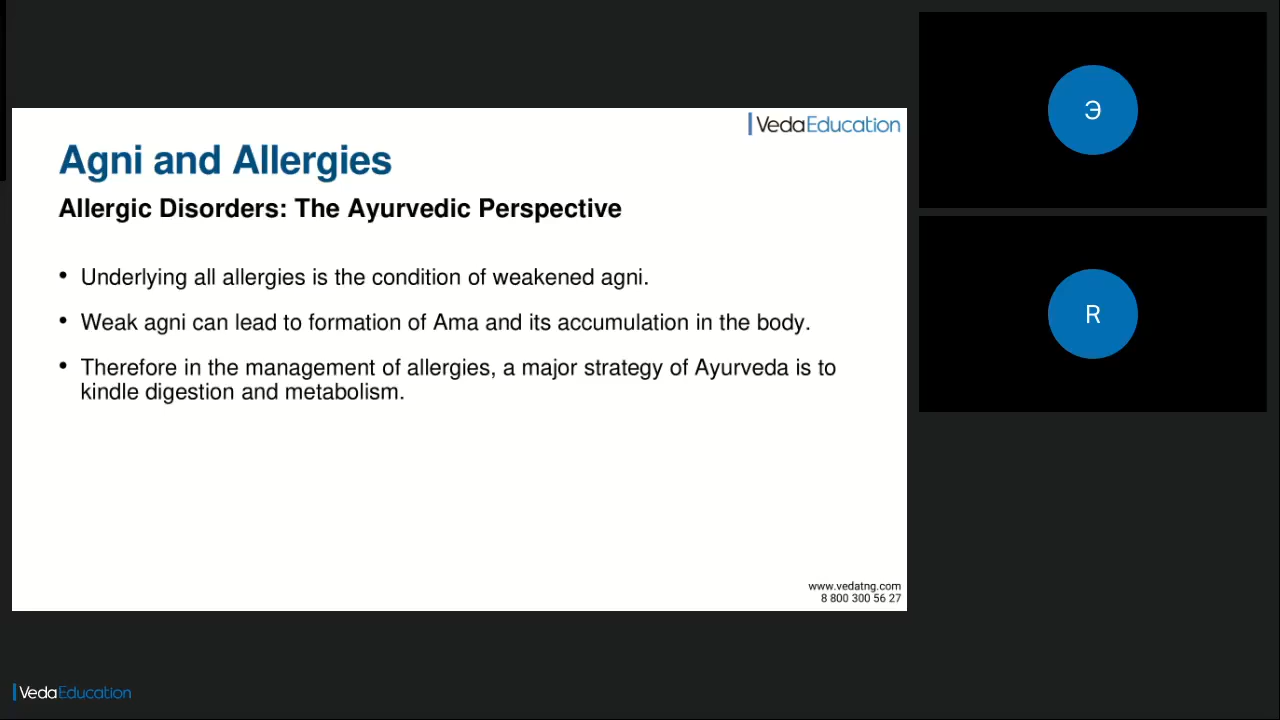 VedaEducation
Agni and Allergies
Allergic Disorders: The Ayurvedic Perspective
• Underlying all allergies is the condition of weakened agni.
• Weak agni can lead to formation of Ama and its accumulation in the body.
• Therefore in the management of allergies, a major strategy of Ayurveda is to
kindle digestion and metabolism.
www.vedatng.com
8 800 300 56 27
Э
R
VedaEducation